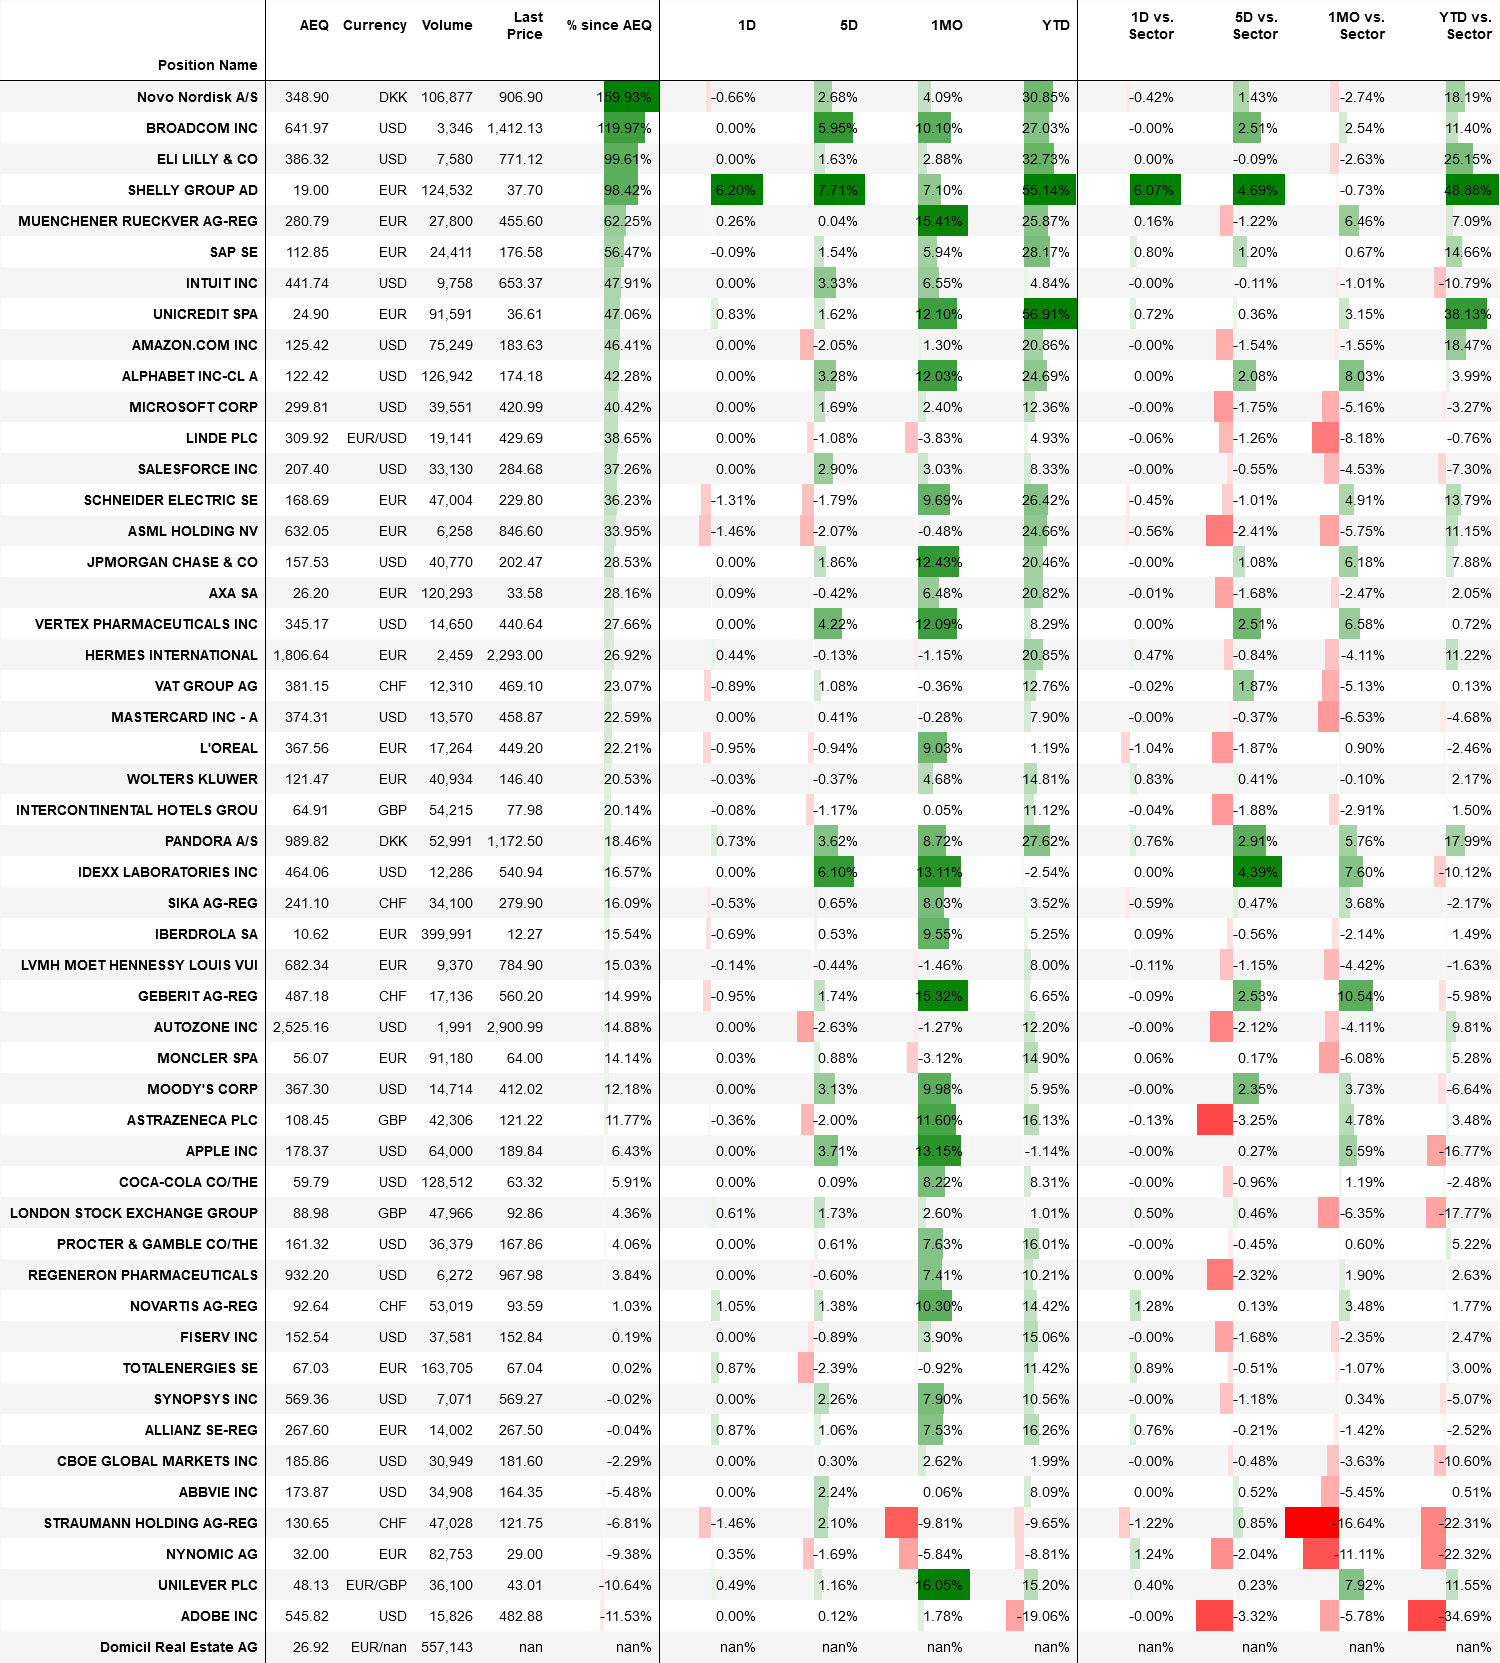 Position Name AEQ Currency Volume Last Price % since AEQ 1D 5D 1MO YTD 1D vs. Sector 5D vs. Sector 1MO vs. Sector YTD vs. Sector
Novo Nordisk A/S 348.90 DKK 106,877 906.90 159.93% -0.66% 2.68% 4.09% 30.85% -0.42% 1.43% -2.74% 18.19%
BROADCOM INC 641.97 USD 3,346 1,412.13 119.97% 0.00% 5.95% 10.10% 27.03% -0.00% 2.51% 2.54% 11.40%
ELI LILLY & CO 386.32 USD 7,580 771.12 99.61% 0.00% 1.63% 2.88% 32.73% 0.00% -0.09% -2.63% 25.15%
SHELLY GROUP AD 19.00 EUR 124,532 37.70 98.42% 6.20% 7.71% 7.10% 55.14% 6.07% 4.69% -0.73% 48.88%
MUENCHENER RUECKVER AG-REG 280.79 EUR 27,800 455.60 62.25% 0.26% 0.04% 15.41% 25.87% 0.16% -1.22% 6.46% 7.09%
SAP SE 112.85 EUR 24,411 176.58 56.47% -0.09% 1.54% 5.94% 28.17% 0.80% 1.20% 0.67% 14.66%
INTUIT INC 441.74 USD 9,758 653.37 47.91% 0.00% 3.33% 6.55% 4.84% -0.00% -0.11% -1.01% -10.79%
UNICREDIT SPA 24.90 EUR 91,591 36.61 47.06% 0.83% 1.62% 12.10% 56.91% 0.72% 0.36% 3.15% 38.13%
AMAZON.COM INC 125.42 USD 75,249 183.63 46.41% 0.00% -2.05% 1.30% 20.86% -0.00% -1.54% -1.55% 18.47%
ALPHABET INC-CL A 122.42 USD 126,942 174.18 42.28% 0.00% 3.28% 12.03% 24.69% 0.00% 2.08% 8.03% 3.99%
MICROSOFT CORP 299.81 USD 39,551 420.99 40.42% 0.00% 1.69% 2.40% 12.36% -0.00% -1.75% -5.16% -3.27%
LINDE PLC 309.92 EUR/USD 19,141 429.69 38.65% 0.00% -1.08% -3.83% 4.93% -0.06% -1.26% -8.18% -0.76%
SALESFORCE INC 207.40 USD 33,130 284.68 37.26% 0.00% 2.90% 3.03% 8.33% -0.00% -0.55% -4.53% -7.30%
SCHNEIDER ELECTRIC SE 168.69 EUR 47,004 229.80 36.23% -1.31% -1.79% 9.69% 26.42% -0.45% -1.01% 4.91% 13.79%
ASML HOLDING NV 632.05 EUR 6,258 846.60 33.95% -1.46% -2.07% -0.48% 24.66% -0.56% -2.41% -5.75% 11.15%
JPMORGAN CHASE & CO 157.53 USD 40,770 202.47 28.53% 0.00% 1.86% 12.43% 20.46% -0.00% 1.08% 6.18% 7.88%
AXA SA 26.20 EUR 120,293 33.58 28.16% 0.09% -0.42% 6.48% 20.82% -0.01% -1.68% -2.47% 2.05%
VERTEX PHARMACEUTICALS INC 345.17 USD 14,650 440.64 27.66% 0.00% 4.22% 12.09% 8.29% 0.00% 2.51% 6.58% 0.72%
HERMES INTERNATIONAL 1,806.64 EUR 2,459 2,293.00 26.92% 0.44% -0.13% -1.15% 20.85% 0.47% -0.84% -4.11% 11.22%
VAT GROUP AG 381.15 CHF 12,310 469.10 23.07% -0.89% 1.08% -0.36% 12.76% -0.02% 1.87% -5.13% 0.13%
MASTERCARD INC - A 374.31 USD 13,570 458.87 22.59% 0.00% 0.41% -0.28% 7.90% -0.00% -0.37% -6.53% -4.68%
L'OREAL 367.56 EUR 17,264 449.20 22.21% -0.95% -0.94% 9.03% 1.19% -1.04% -1.87% 0.90% -2.46%
WOLTERS KLUWER 121.47 EUR 40,934 146.40 20.53% -0.03% -0.37% 4.68% 14.81% 0.83% 0.41% -0.10% 2.17%
INTERCONTINENTAL HOTELS GROU 64.91 GBP 54,215 77.98 20.14% -0.08% -1.17% 0.05% 11.12% -0.04% -1.88% -2.91% 1.50%
PANDORA A/S 989.82 DKK 52,991 1,172.50 18.46% 0.73% 3.62% 8.72% 27.62% 0.76% 2.91% 5.76% 17.99%
IDEXX LABORATORIES INC 464.06 USD 12,286 540.94 16.57% 0.00% 6.10% 13.11% -2.54% 0.00% 4.39% 7.60% -10.12%
SIKA AG-REG 241.10 CHF 34,100 279.90 16.09% -0.53% 0.65% 8.03% 3.52% -0.59% 0.47% 3.68% -2.17%
IBERDROLA SA 10.62 EUR 399,991 12.27 15.54% -0.69% 0.53% 9.55% 5.25% 0.09% -0.56% -2.14% 1.49%
LVMH MOET HENNESSY LOUIS VUI 682.34 EUR 9,370 784.90 15.03% -0.14% -0.44% -1.46% 8.00% -0.11% -1.15% -4.42% -1.63%
GEBERIT AG-REG 487.18 CHF 17,136 560.20 14.99% -0.95% 1.74% 15.32% 6.65% -0.09% 2.53% 10.54% -5.98%
AUTOZONE INC 2,525.16 USD 1,991 2,900.99 14.88% 0.00% -2.63% -1.27% 12.20% -0.00% -2.12% -4.11% 9.81%
MONCLER SPA 56.07 EUR 91,180 64.00 14.14% 0.03% 0.88% -3.12% 14.90% 0.06% 0.17% -6.08% 5.28%
MOODY'S CORP 367.30 USD 14,714 412.02 12.18% 0.00% 3.13% 9.98% 5.95% -0.00% 2.35% 3.73% -6.64%
ASTRAZENECA PLC 108.45 GBP 42,306 121.22 11.77% -0.36% -2.00% 11.60% 16.13% -0.13% -3.25% 4.78% 3.48%
APPLE INC 178.37 USD 64,000 189.84 6.43% 0.00% 3.71% 13.15% -1.14% -0.00% 0.27% 5.59% -16.77%
COCA-COLA CO/THE 59.79 USD 128,512 63.32 5.91% 0.00% 0.09% 8.22% 8.31% -0.00% -0.96% 1.19% -2.48%
LONDON STOCK EXCHANGE GROUP 88.98 GBP 47,966 92.86 4.36% 0.61% 1.73% 2.60% 1.01% 0.50% 0.46% -6.35% -17.77%
PROCTER & GAMBLE CO/THE 161.32 USD 36,379 167.86 4.06% 0.00% 0.61% 7.63% 16.01% -0.00% -0.45% 0.60% 5.22%
REGENERON PHARMACEUTICALS 932.20 USD 6,272 967.98 3.84% 0.00% -0.60% 7.41% 10.21% 0.00% -2.32% 1.90% 2.63%
NOVARTIS AG-REG 92.64 CHF 53,019 93.59 1.03% 1.05% 1.38% 10.30% 14.42% 1.28% 0.13% 3.48% 1.77%
FISERV INC 152.54 USD 37,581 152.84 0.19% 0.00% -0.89% 3.90% 15.06% -0.00% -1.68% -2.35% 2.47%
TOTALENERGIES SE 67.03 EUR 163,705 67.04 0.02% 0.87% -2.39% -0.92% 11.42% 0.89% -0.51% -1.07% 3.00%
SYNOPSYS INC 569.36 USD 7,071 569.27 -0.02% 0.00% 2.26% 7.90% 10.56% -0.00% -1.18% 0.34% -5.07%
ALLIANZ SE-REG 267.60 EUR 14,002 267.50 -0.04% 0.87% 1.06% 7.53% 16.26% 0.76% -0.21% -1.42% -2.52%
CBOE GLOBAL MARKETS INC 185.86 USD 30,949 181.60 -2.29% 0.00% 0.30% 2.62% 1.99% -0.00% -0.48% -3.63% -10.60%
ABBVIE INC 173.87 USD 34,908 164.35 -5.48% 0.00% 2.24% 0.06% 8.09% 0.00% 0.52% -5.45% 0.51%
STRAUMANN HOLDING AG-REG 130.65 CHF 47,028 121.75 -6.81% -1.46% 2.10% -9.81% -9.65% -1.22% 0.85% -16.64% -22.31%
NYNOMIC AG 32.00 EUR 82,753 29.00 -9.38% 0.35% -1.69% -5.84% -8.81% 1.24% -2.04% -11.11% -22.32%
UNILEVER PLC 48.13 EUR/GBP 36,100 43.01 -10.64% 0.49% 1.16% 16.05% 15.20% 0.40% 0.23% 7.92% 11.55%
ADOBE INC 545.82 USD 15,826 482.88 -11.53% 0.00% 0.12% 1.78% -19.06% -0.00% -3.32% -5.78% -34.69%
Domicil Real Estate AG 26.92 EUR/nan 557,143 nan nan% nan% nan% nan% nan% nan% nan% nan% nan%